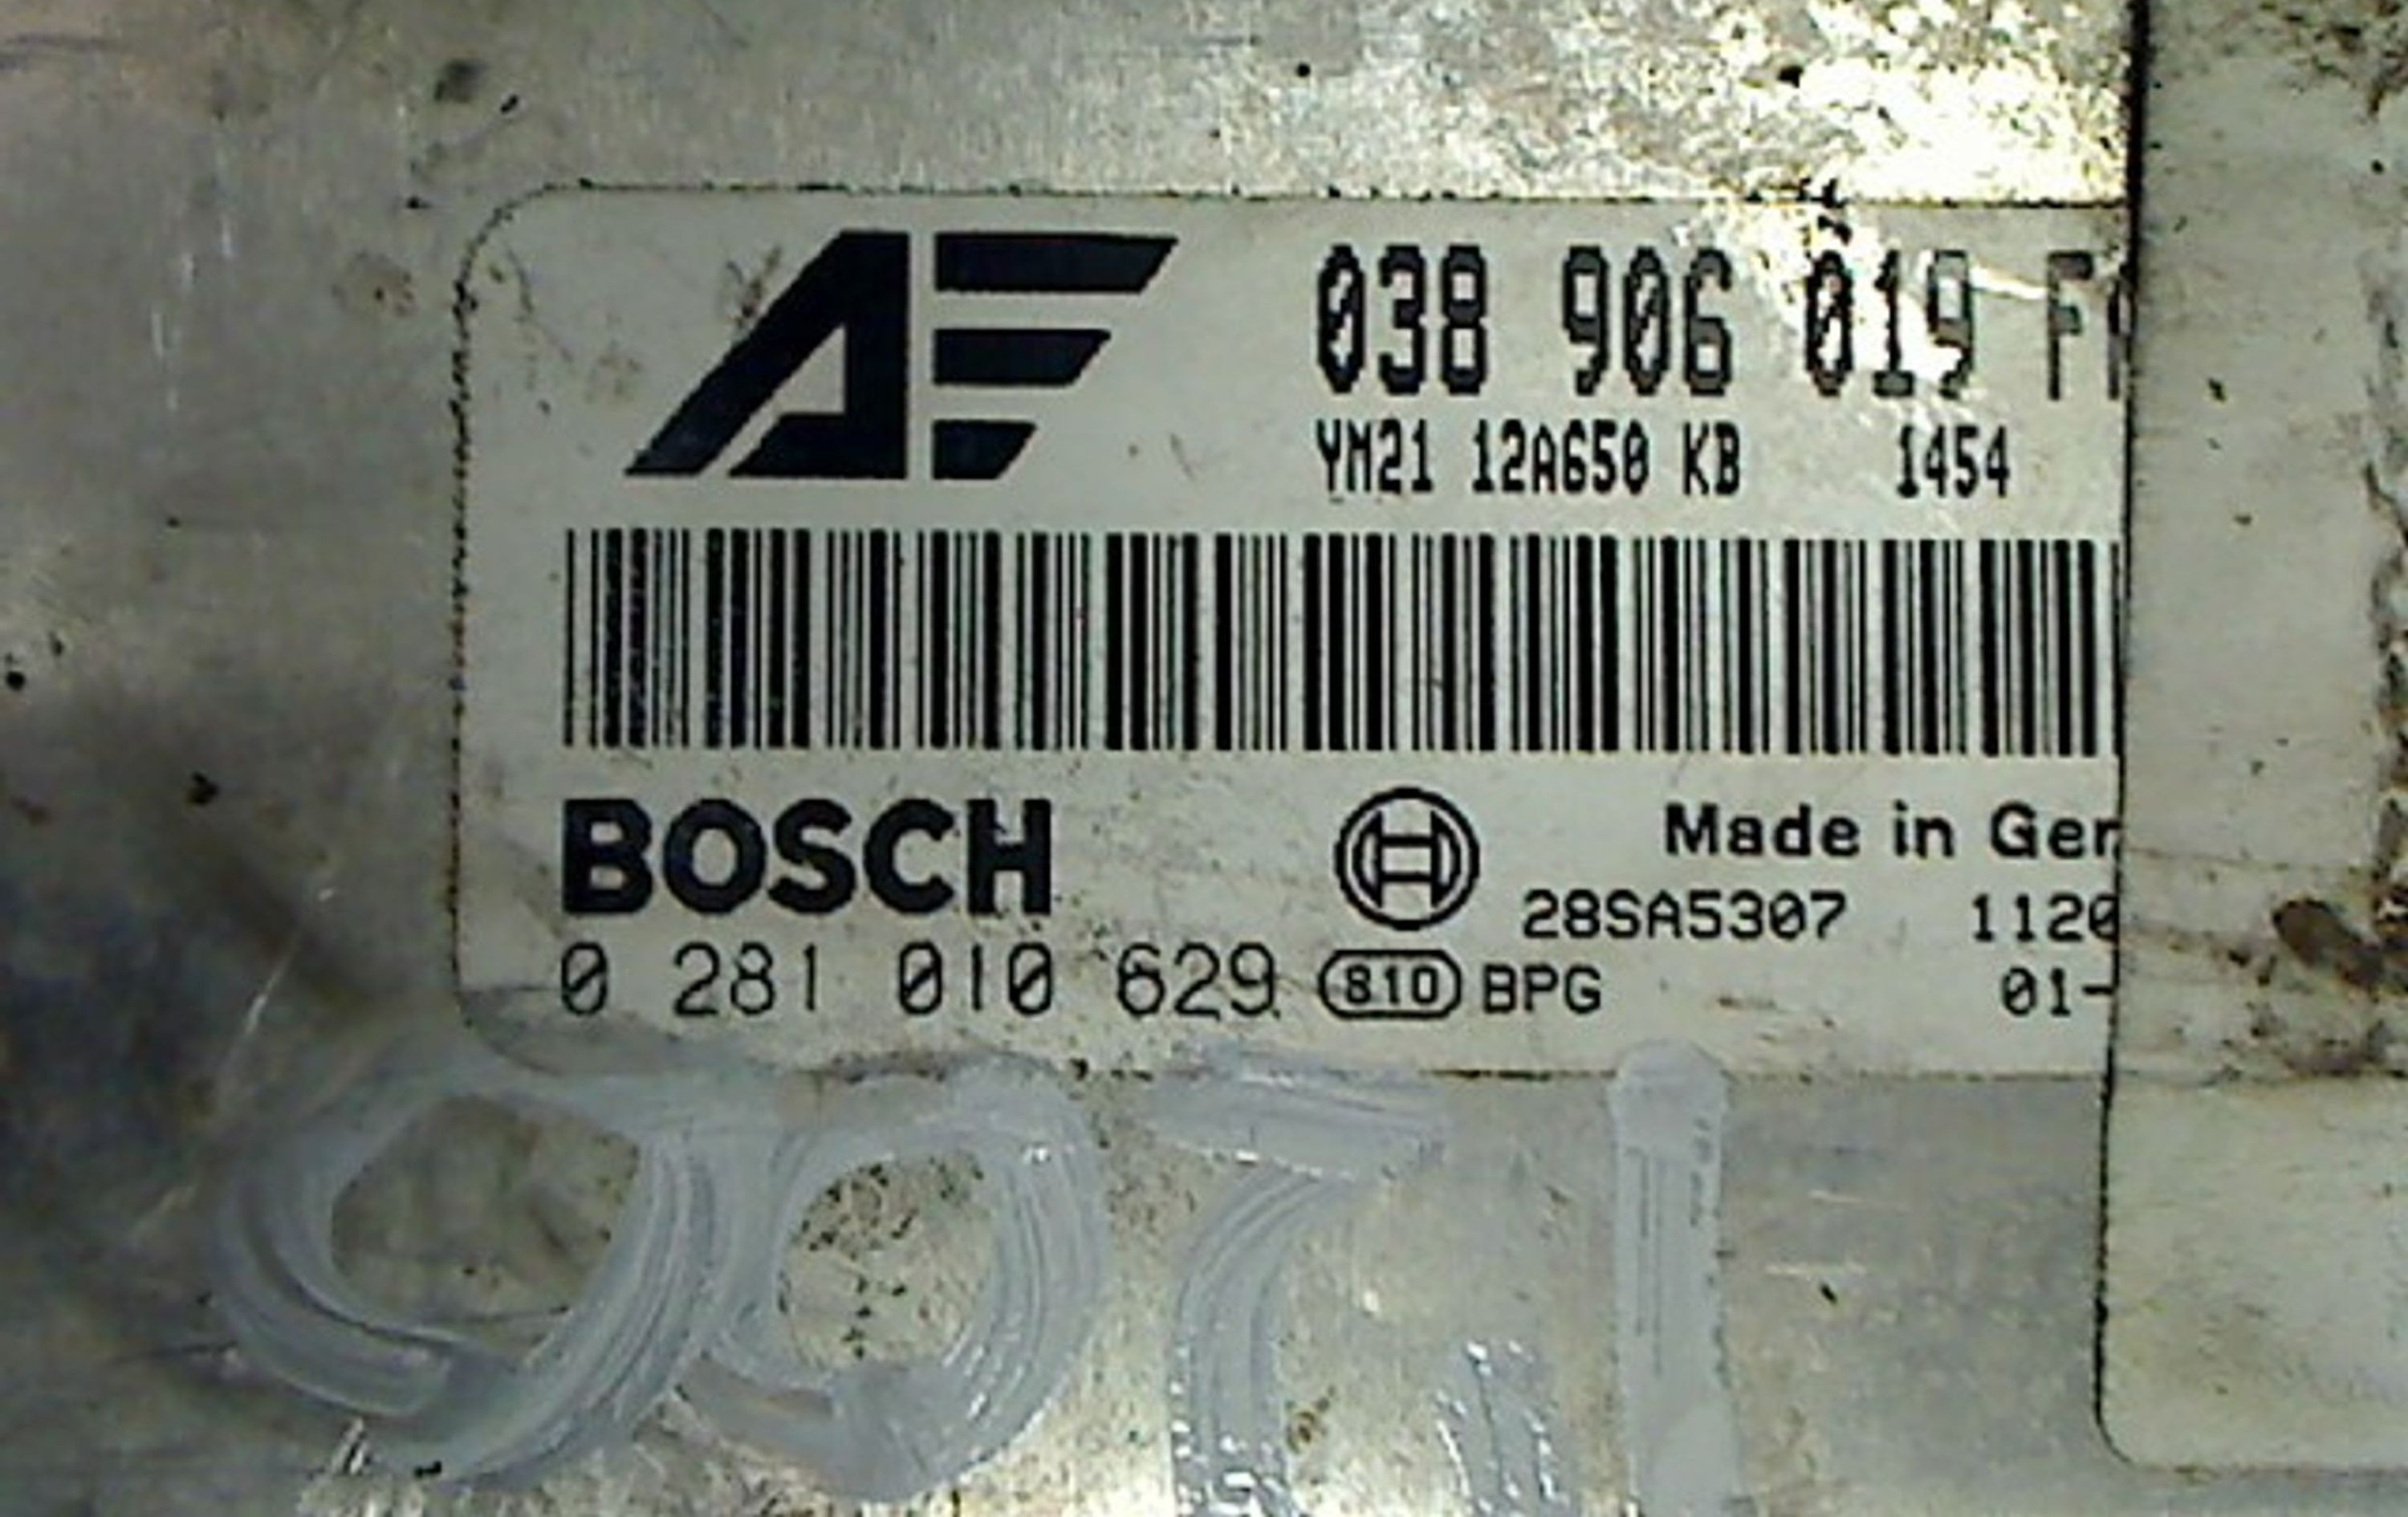 AF
038 906 019 F
YM21 12A650 KB 1454
BOSCH
Made in Ger
28SA5307 1120
0 281 010 629 810 BPG 01-